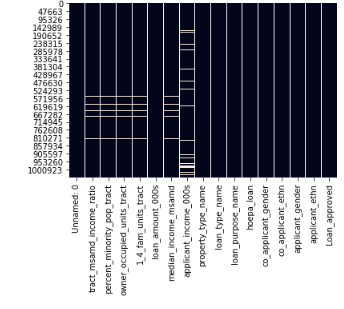 0
47663
95326
142989
190652
238315
285978
333641
381304
428967
476630
524293
571956
619619
667282
714945
762608
810271
857934
905597
953260
1000923
Unnamed: 0
tract_msamd_income_ratio
percent_minority_pop_tract
owner_occupied_units_tract
1_4_fam_units_tract
loan_amount_000s
median_income_msamd
applicant_income_000s
property_type_name
loan_type_name
loan_purpose_name
hoepa_loan
co_applicant_gender
co_applicant_ethn
applicant_gender
applicant_ethn
Loan_approved